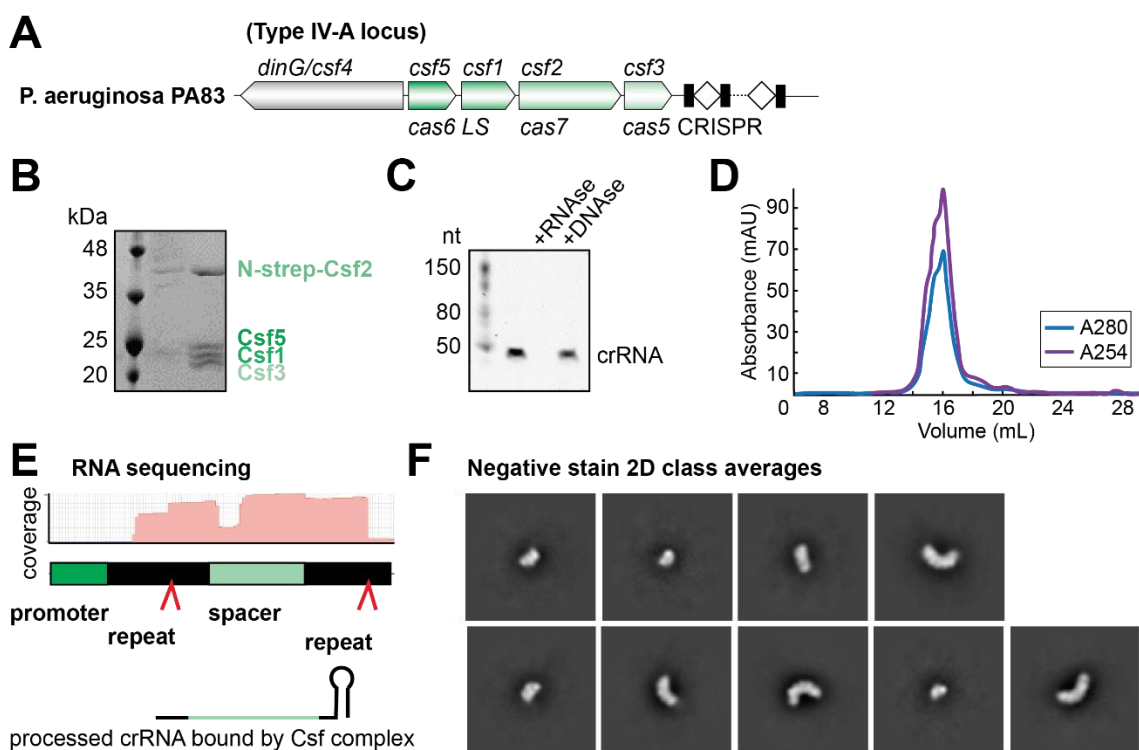 A
(Type IV-A locus)
dinG/csf4 csf5 csf1 csf2 csf3
P. aeruginosa PA83
cas6 LS cas7 cas5 CRISPR
B
kDa
48
35
25
20
N-strep-Csf2
Csf5
Csf1
Csf3
C
+RNAse
+DNAse
nt
150
80
50
crRNA
D
Absorbance (mAU)
90
70
50
30
10
8 12 16 20 24 28
Volume (mL)
A280
A254
E RNA sequencing
coverage
promoter
repeat
spacer
repeat
processed crRNA bound by Csf complex
F Negative stain 2D class averages